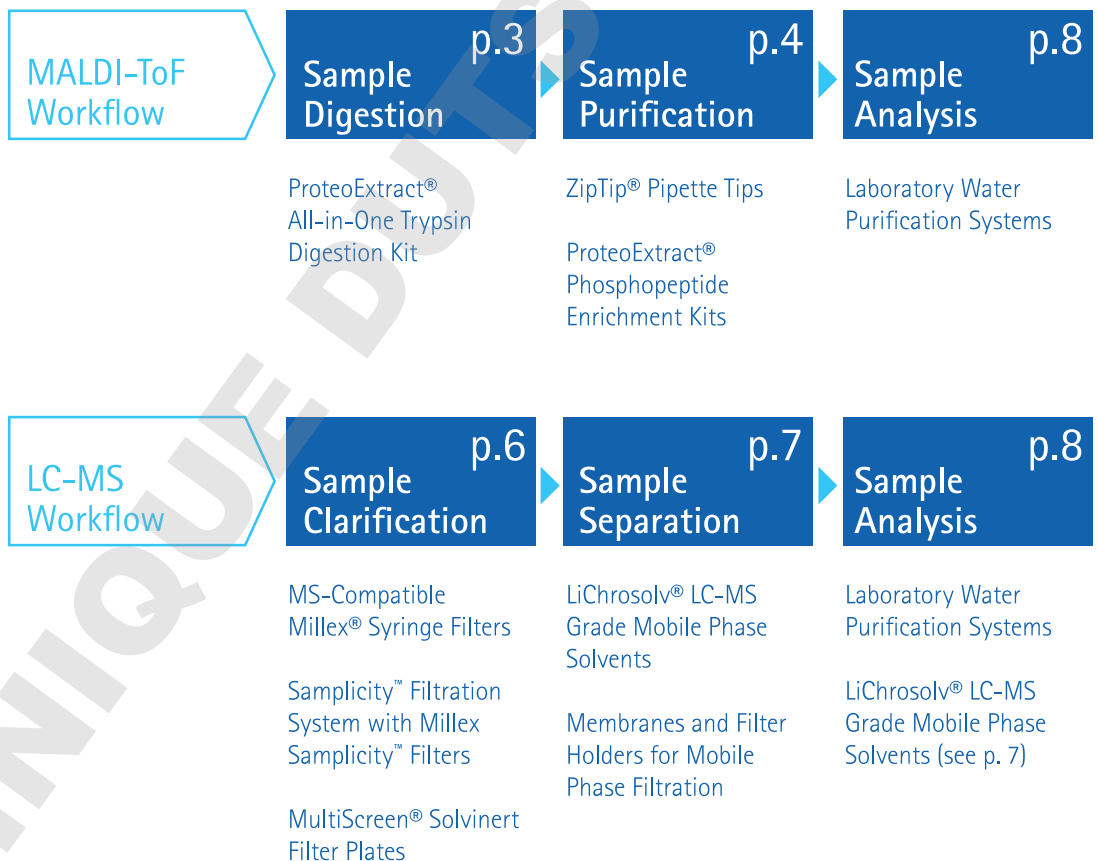 MALDI-ToF
Workflow
p.3
Sample
Digestion
p.4
Sample
Purification
p.8
Sample
Analysis
ProteoExtract®
All-in-One Trypsin
Digestion Kit
ZipTip® Pipette Tips
ProteoExtract®
Phosphopeptide
Enrichment Kits
Laboratory Water
Purification Systems
LC-MS
Workflow
p.6
Sample
Clarification
p.7
Sample
Separation
p.8
Sample
Analysis
MS-Compatible
Millex® Syringe Filters
Samplicity™ Filtration
System with Millex
Samplicity™ Filters
MultiScreen® Solvinert
Filter Plates
LiChrosolv® LC-MS
Grade Mobile Phase
Solvents
Membranes and Filter
Holders for Mobile
Phase Filtration
Laboratory Water
Purification Systems
LiChrosolv® LC-MS
Grade Mobile Phase
Solvents (see p. 7)
NIQUE DUTS